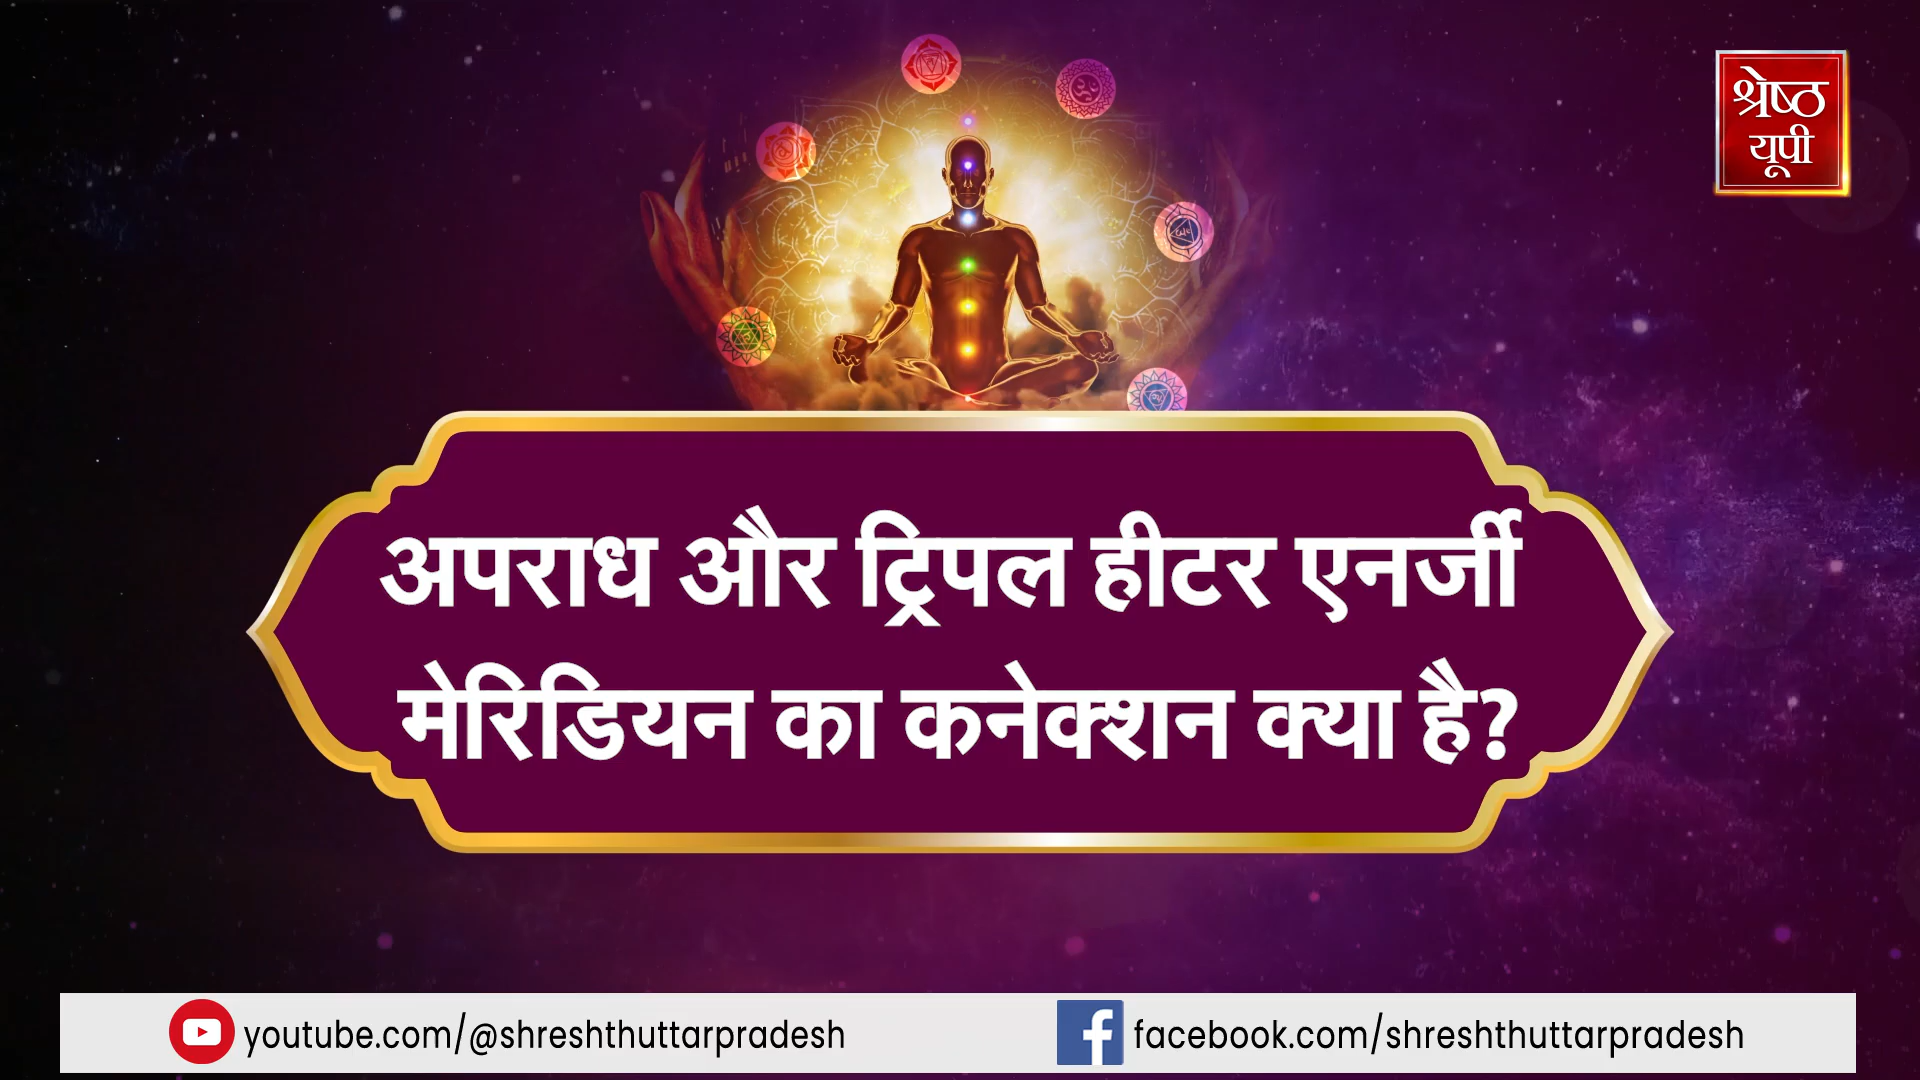 श्रेष्ठ
यूपी
अपराध और ट्रिपल हीटर एनर्जी
मेरिडियन का कनेक्शन क्या है?
youtube.com/@shreshthuttarpradesh
facebook.com/shreshthuttarpradesh